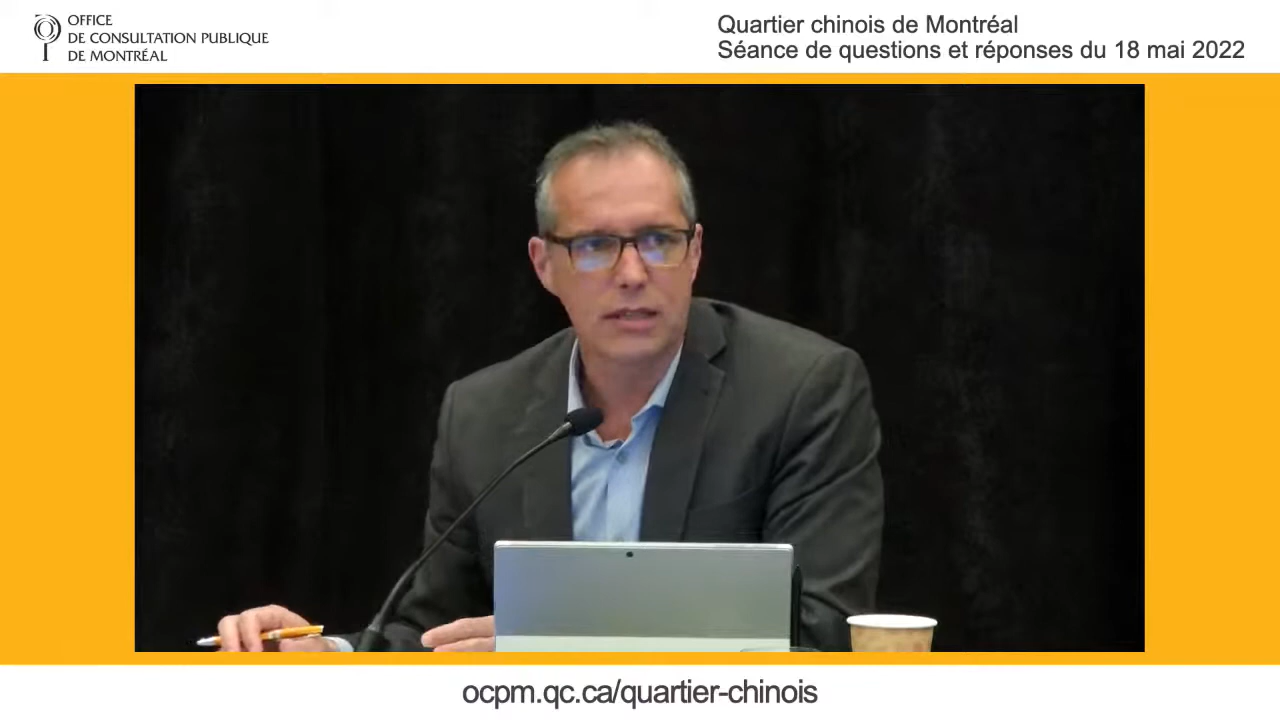 OFFICE
DE CONSULTATION PUBLIQUE
DE MONTRÉAL
Quartier chinois de Montréal
Séance de questions et réponses du 18 mai 2022
ocpm.qc.ca/quartier-chinois